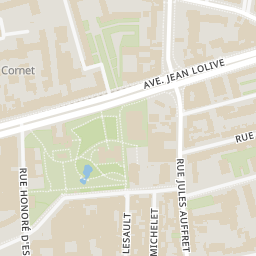 Cornet
AVE. JEAN LOLIVE
RUE
RUE HONORÉ D'ES
RUE JULES AUFFRET
LESAULT
MICHELET